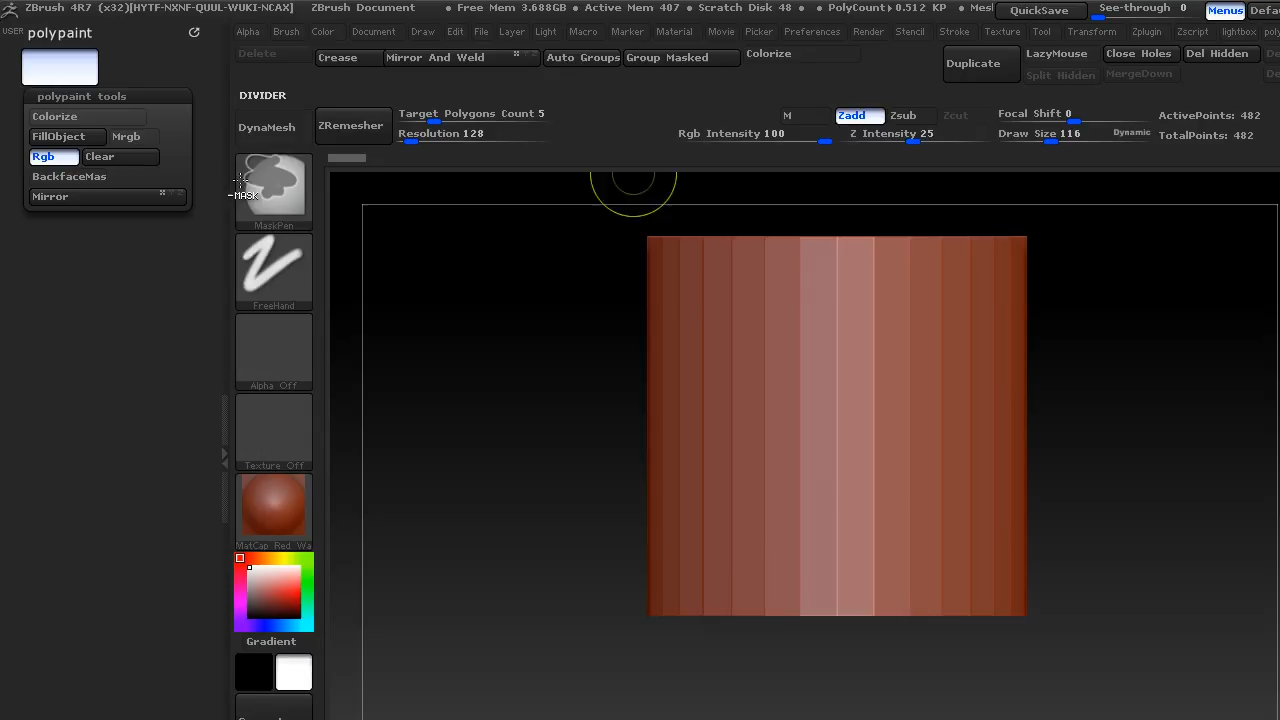 ZBrush 4R7 (x32)[HYTF-NXNF-QUUL-WUKI-NCAX] ZBrush Document ● Free Mem 3.688GB ● Active Mem 407 ● Scratch Disk 48 ● PolyCount▸0.512 KP ● Mesl QuickSave See-through 0 Menus Defau
USER polypaint
Alpha Brush Color Document Draw Edit File Layer Light Macro Marker Material Movie Picker Preferences Render Stencil Stroke Texture Tool Transform Zplugin Zscript lightbox poly
Delete Crease Mirror And Weld Auto Groups Group Masked Colorize Duplicate LazyMouse Close Holes Del Hidden De
Split Hidden MergeDown De
polypaint tools
Colorize
FillObject Mrgb
Rgb Clear
BackfaceMas
Mirror
DIVIDER
DynaMesh ZRemesher Target Polygons Count 5 M Zadd Zsub Zcut Focal Shift 0 ActivePoints: 482
Resolution 128 Rgb Intensity 100 Z Intensity 25 Draw Size 116 Dynamic TotalPoints: 482
-MASK
MaskPen
FreeHand
Alpha Off
Texture Off
MatCap Red Wa
Gradient